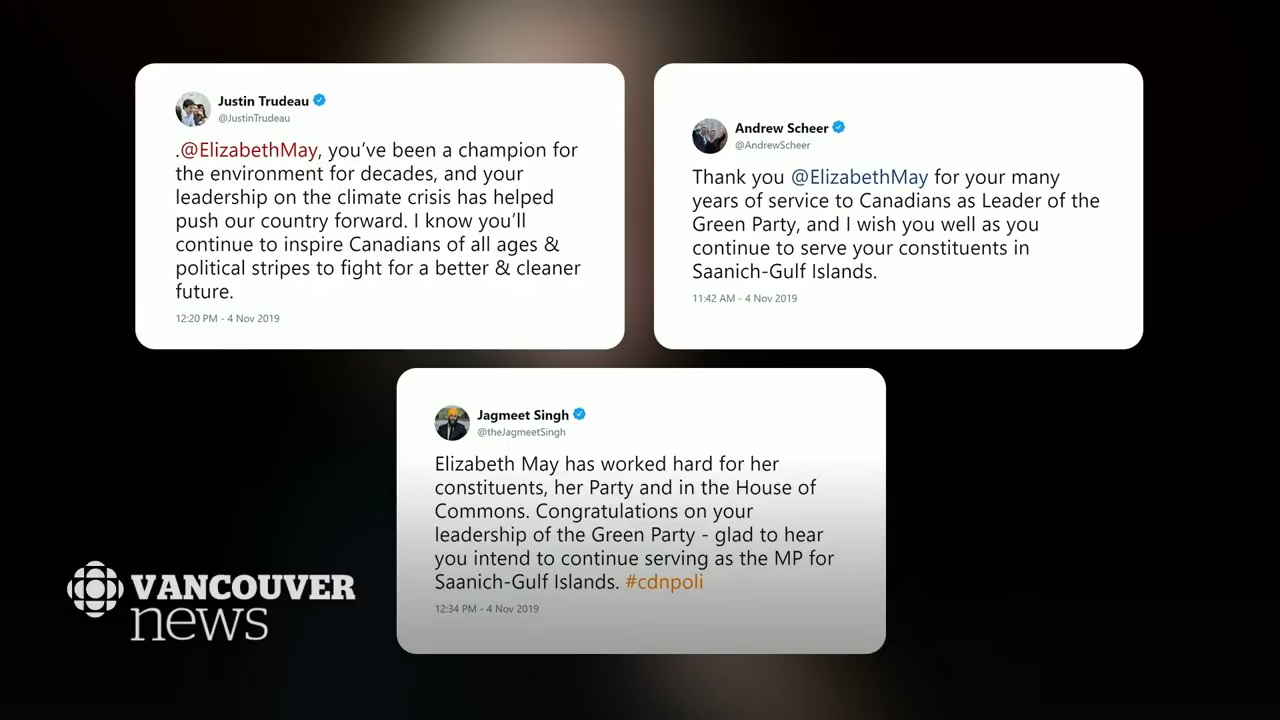 Justin Trudeau
@JustinTrudeau
.@ElizabethMay, you've been a champion for
the environment for decades, and your
leadership on the climate crisis has helped
push our country forward. I know you'll
continue to inspire Canadians of all ages &
political stripes to fight for a better & cleaner
future.
12:20 PM - 4 Nov 2019
Andrew Scheer
@AndrewScheer
Thank you @ElizabethMay for your many
years of service to Canadians as Leader of the
Green Party, and I wish you well as you
continue to serve your constituents in
Saanich-Gulf Islands.
11:42 AM - 4 Nov 2019
Jagmeet Singh
@theJagmeetSingh
Elizabeth May has worked hard for her
constituents, her Party and in the House of
Commons. Congratulations on your
leadership of the Green Party - glad to hear
you intend to continue serving as the MP for
Saanich-Gulf Islands. #cdnpoli
12:34 PM - 4 Nov 2019
VANCOUVER
news